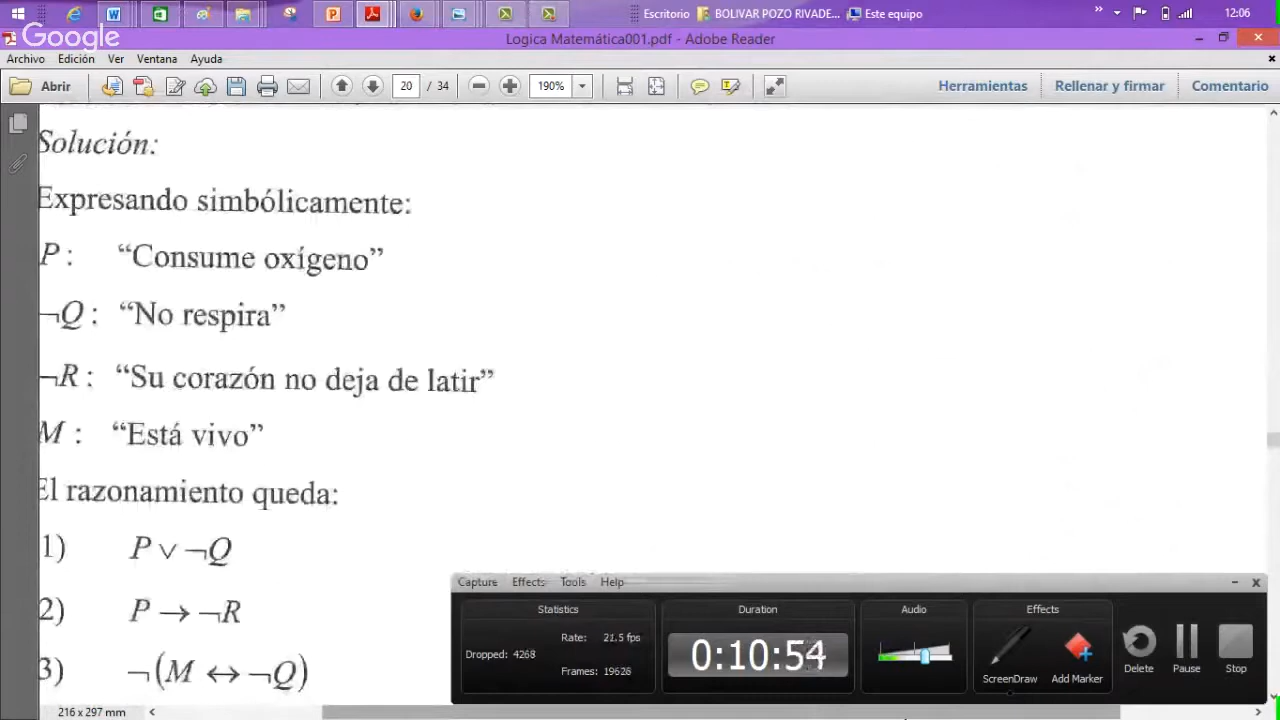 Escritorio
BOLIVAR POZO RIVADE...
Este equipo
»
12:06
Google
Logica Matemática001.pdf - Adobe Reader
Archivo Edición Ver Ventana Ayuda
Abrir
20 / 34
190%
Herramientas
Rellenar y firmar
Comentario
Solución:
Expresando simbólicamente:
P : “Consume oxígeno”
¬Q : “No respira”
¬R : “Su corazón no deja de latir”
M : “Está vivo”
El razonamiento queda:
1) P ∨ ¬Q
2) P → ¬R
3) ¬(M ↔ ¬Q)
Capture Effects Tools Help
Statistics
Duration
Audio
Effects
Rate: 21.5 fps
Dropped: 4268
Frames: 19628
0:10:54
ScreenDraw
Add Marker
Delete
Pause
Stop
216 x 297 mm